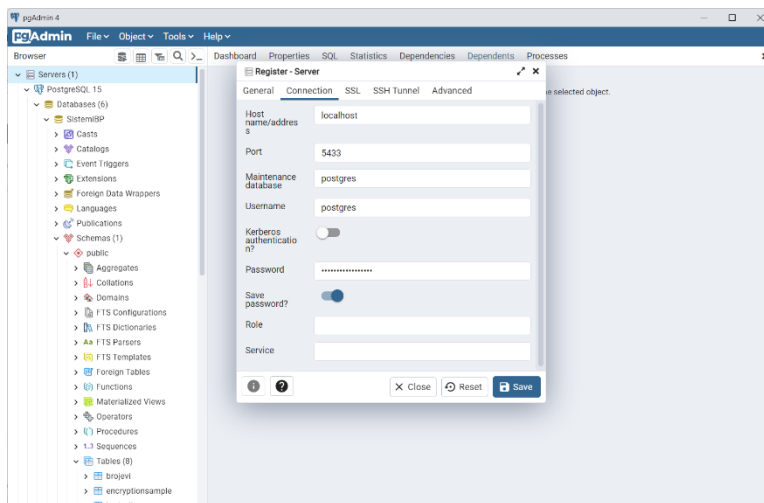 pgAdmin 4
pgAdmin File Object Tools Help
Browser
Dashboard Properties SQL Statistics Dependencies Dependents Processes
Servers (1)
PostgreSQL 15
Databases (6)
SistemiBP
Casts
Catalogs
Event Triggers
Extensions
Foreign Data Wrappers
Languages
Publications
Schemas (1)
public
Aggregates
Collations
Domains
FTS Configurations
FTS Dictionaries
Aa FTS Parsers
FTS Templates
Foreign Tables
Functions
Materialized Views
Operators
Procedures
1..3 Sequences
Tables (8)
brojevi
encryptionsample
Register - Server
General Connection SSL SSH Tunnel Advanced
Host
name/addres
s
localhost
Port
5433
Maintenance
database
postgres
Username
postgres
Kerberos
authenticatio
n?
Password
Save
password?
Role
Service
Close Reset Save
selected object.